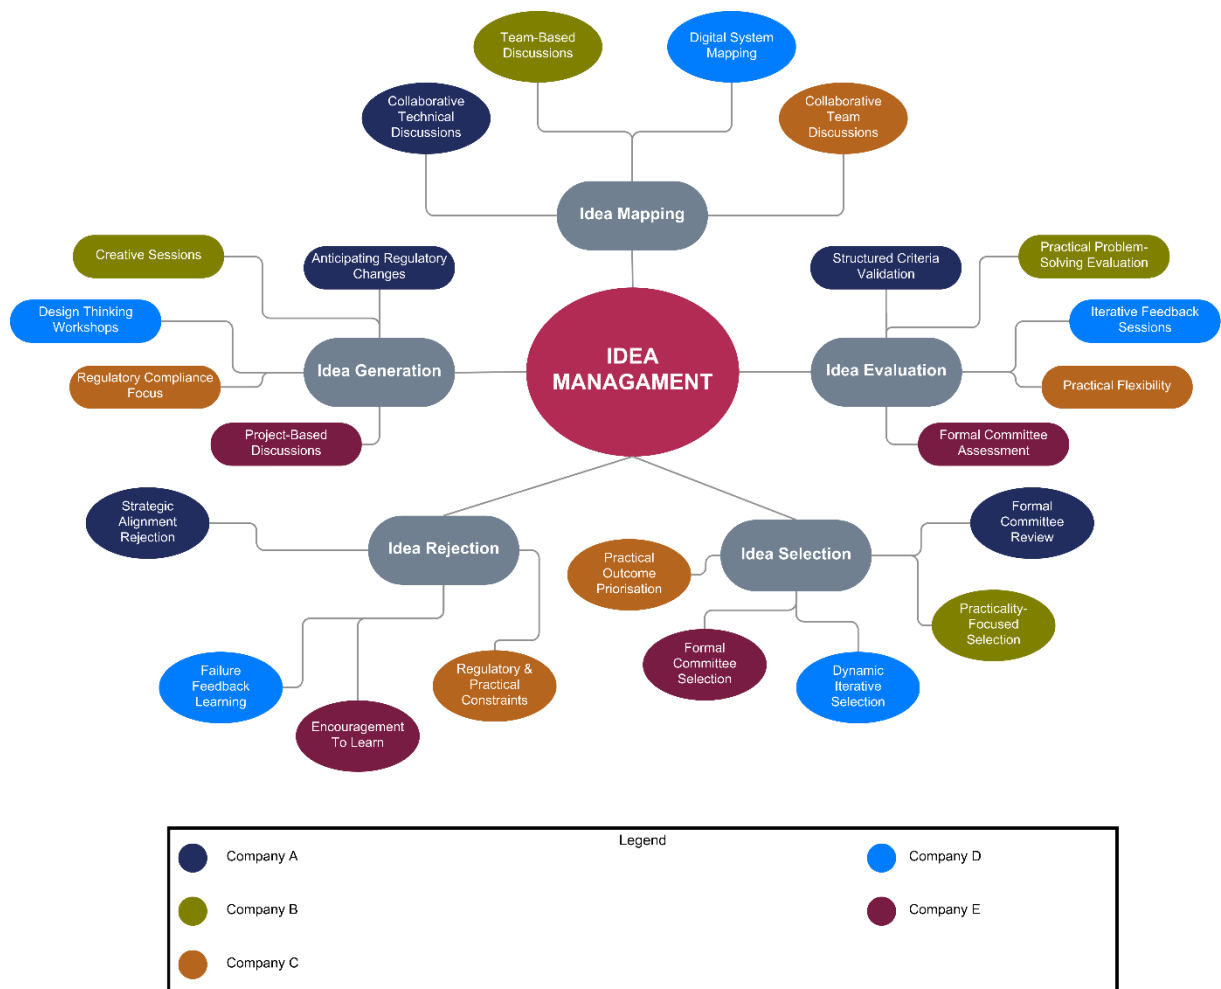 Team-Based
Discussions
Digital System
Mapping
Collaborative
Technical
Discussions
Collaborative
Team
Discussions
Idea Mapping
Creative Sessions
Anticipating Regulatory
Changes
Design Thinking
Workshops
Regulatory Compliance
Focus
Idea Generation
Project-Based
Discussions
IDEA
MANAGAMENT
Structured Criteria
Validation
Practical Problem-
Solving Evaluation
Iterative Feedback
Sessions
Idea Evaluation
Practical Flexibility
Formal Committee
Assessment
Strategic
Alignment
Rejection
Idea Rejection
Failure
Feedback
Learning
Encouragement
To Learn
Regulatory &
Practical
Constraints
Idea Selection
Formal
Committee
Review
Practical
Outcome
Priorisation
Practicality-
Focused
Selection
Formal
Committee
Selection
Dynamic
Iterative
Selection
Legend
Company A
Company B
Company C
Company D
Company E